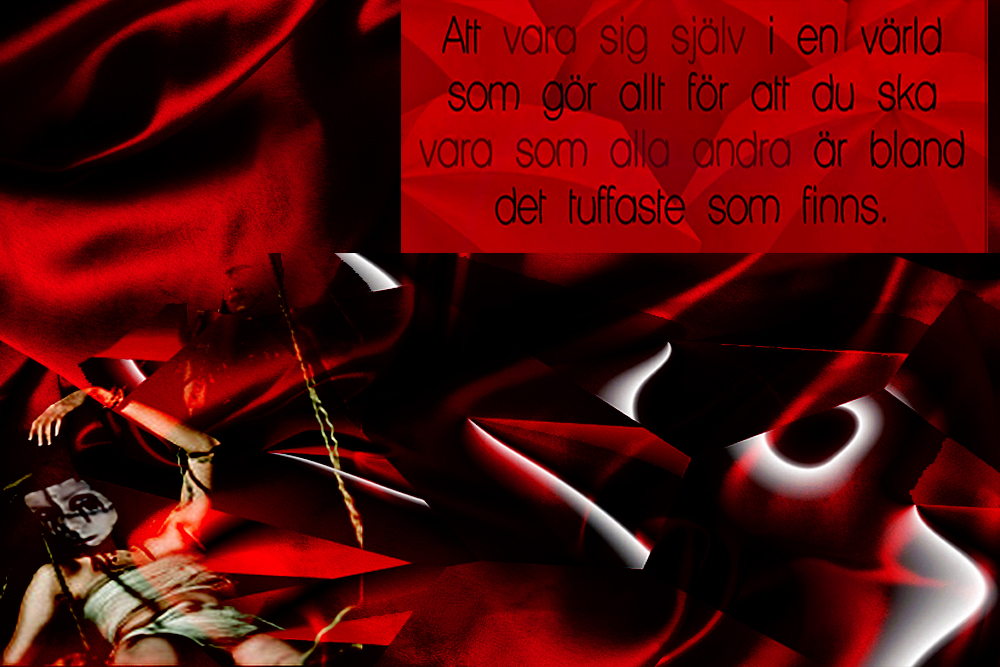 Att vara sig själv i en värld
som gör allt för att du ska
vara som alla andra är bland
det tuffaste som finns.